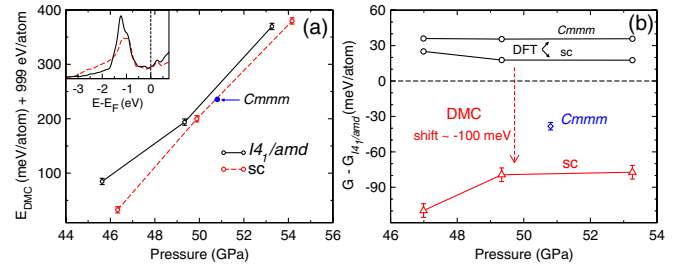 (a)
-3 -2 -1 0
E-E_F (eV)
E_DMC (meV/atom) + 999 eV/atom
400
300
200
100
0
Cmmm
I4_1/amd
sc
44 46 48 50 52 54 56
Pressure (GPa)
(b)
G - G_I4_1/amd (meV/atom)
60
30
0
-30
-60
-90
Cmmm
DFT
sc
DMC
shift ~ -100 meV
Cmmm
sc
46 48 50 52 54
Pressure (GPa)